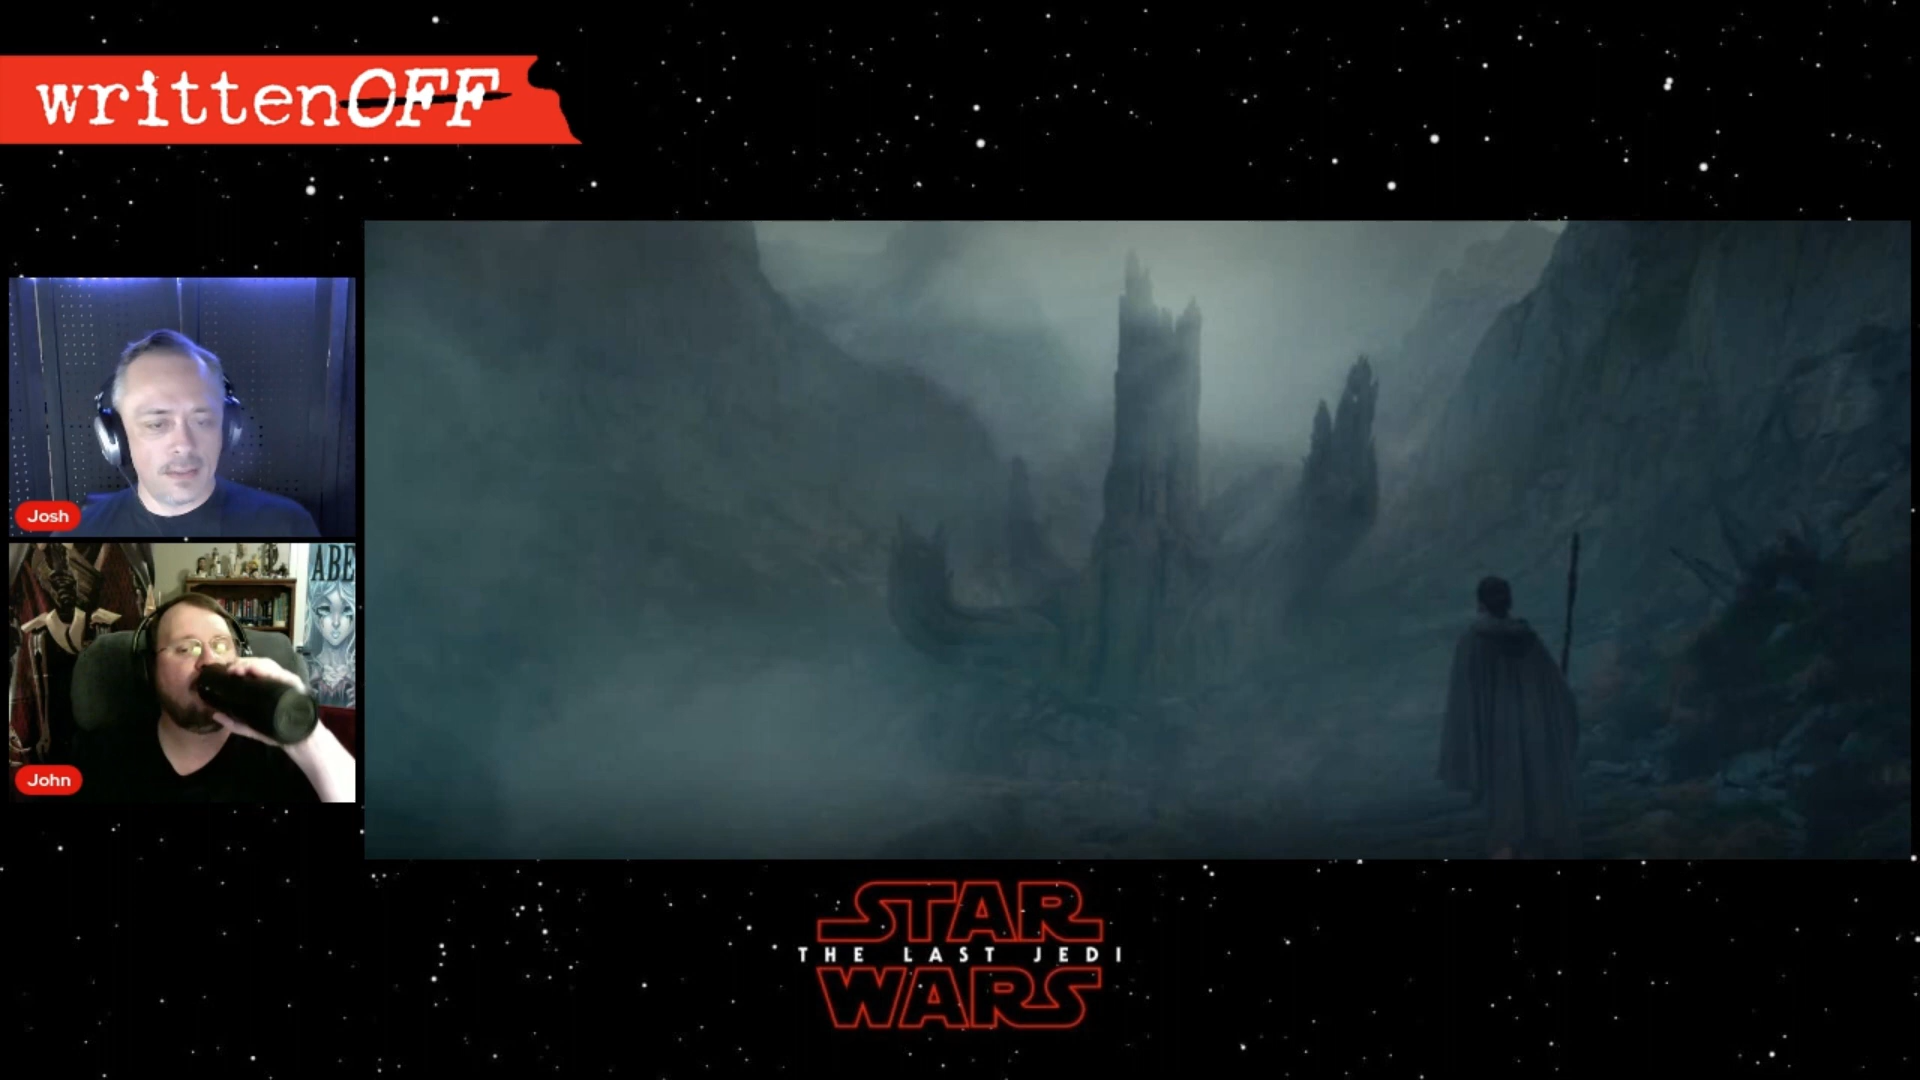 writtenOFF
Josh
ABE
John
STAR
THE LAST JEDI
WARS